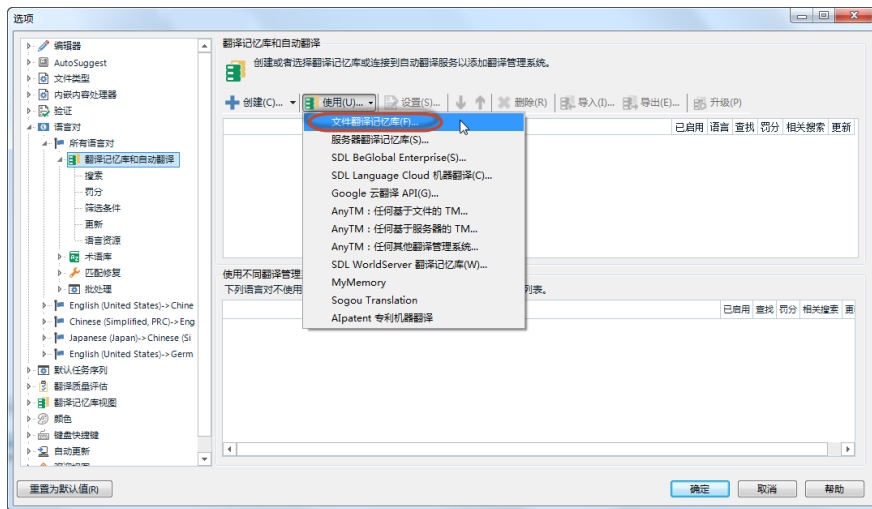 选项
编辑器
AutoSuggest
文件类型
内嵌内容处理器
验证
语言对
所有语言对
翻译记忆库和自动翻译
搜索
罚分
筛选条件
更新
语言资源
术语库
匹配修复
批处理
English (United States)->Chine
Chinese (Simplified, PRC)->Eng
Japanese (Japan)->Chinese (Si
English (United States)->Germ
默认任务序列
翻译质量评估
翻译记忆库视图
颜色
键盘快捷键
自动更新
翻译记忆库和自动翻译
创建或者选择翻译记忆库或连接到自动翻译服务以添加翻译管理系统。
创建(C)... 使用(U)... 设置(S)... 删除(R) 导入(I)... 导出(E)... 升级(P)
已启用 语言 查找 罚分 相关搜索 更新
文件翻译记忆库(F)...
服务器翻译记忆库(S)...
SDL BeGlobal Enterprise(S)...
SDL Language Cloud 机器翻译(C)...
Google 云翻译 API(G)...
AnyTM：任何基于文件的 TM...
AnyTM：任何基于服务器的 TM...
AnyTM：任何其他翻译管理系统...
SDL WorldServer 翻译记忆库(W)...
MyMemory
Sogou Translation
AIpatent 专利机器翻译
使用不同翻译管理
下列语言对不使用 列表。
已启用 查找 罚分 相关搜索 更
重置为默认值(R) 确定 取消 帮助